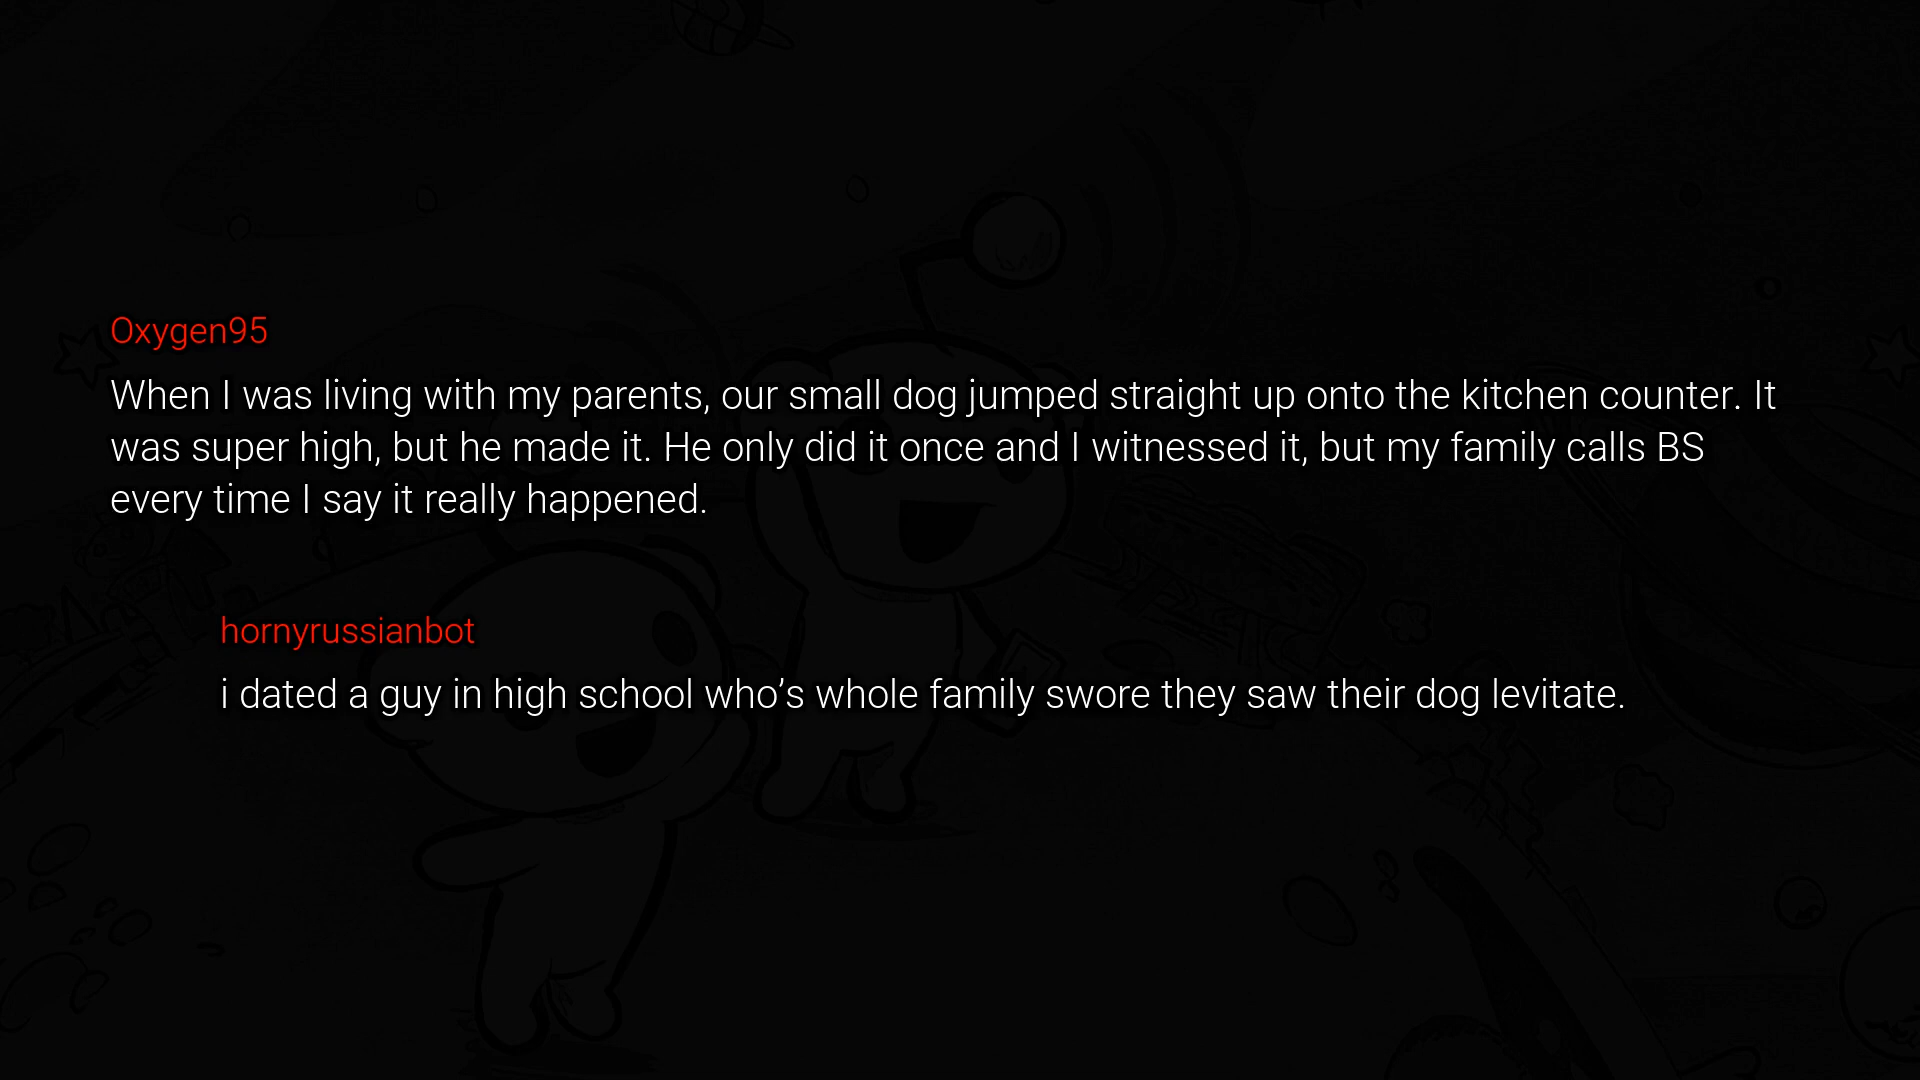 Oxygen95
When I was living with my parents, our small dog jumped straight up onto the kitchen counter. It
was super high, but he made it. He only did it once and I witnessed it, but my family calls BS
every time I say it really happened.
hornyrussianbot
i dated a guy in high school who’s whole family swore they saw their dog levitate.